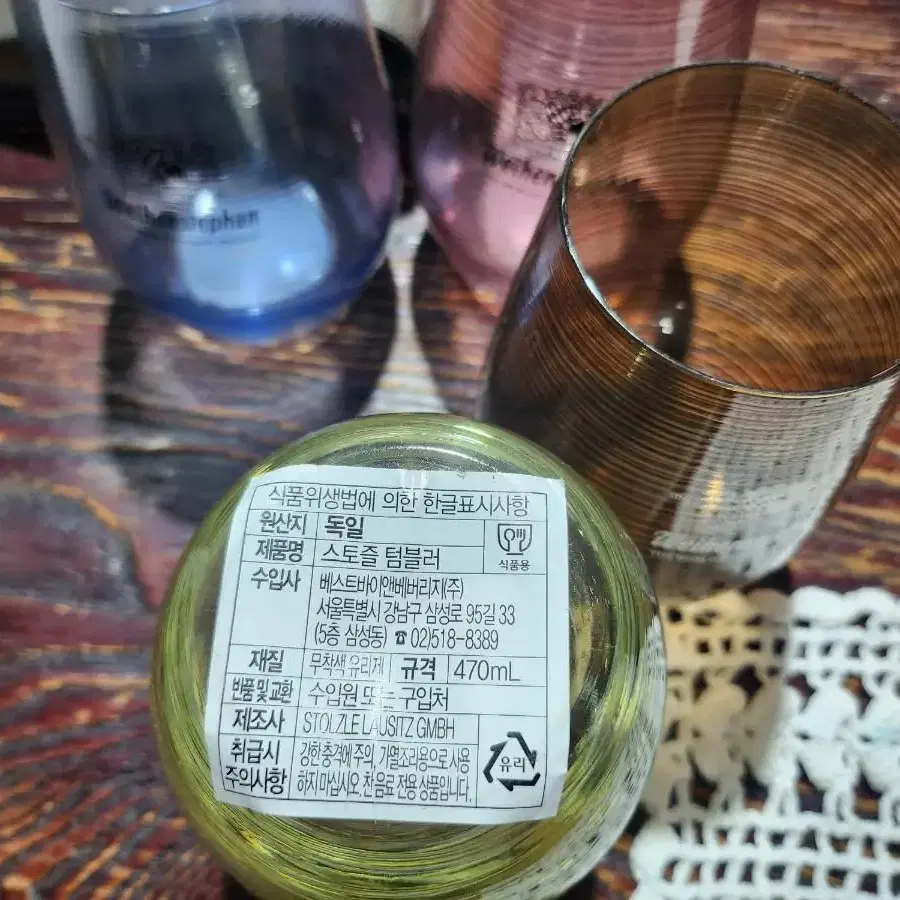 식품위생법에 의한 한글표시사항
원산지 독일
제품명 스토즐 텀블러
식품용
수입사 베스트바이앤베버리지(주)
서울특별시 강남구 삼성로 95길 33
(5층 삼성동) ☎ 02)518-8389
재질 무착색 유리제 규격 470mL
반품 및 교환 수입원 또는 구입처
제조사 STOLZLE LAUSITZ GMBH
취급시 주의사항 강한 충격에 주의, 가열조리용으로 사용
하지 마십시오. 찬 음료 전용 상품입니다.
유리